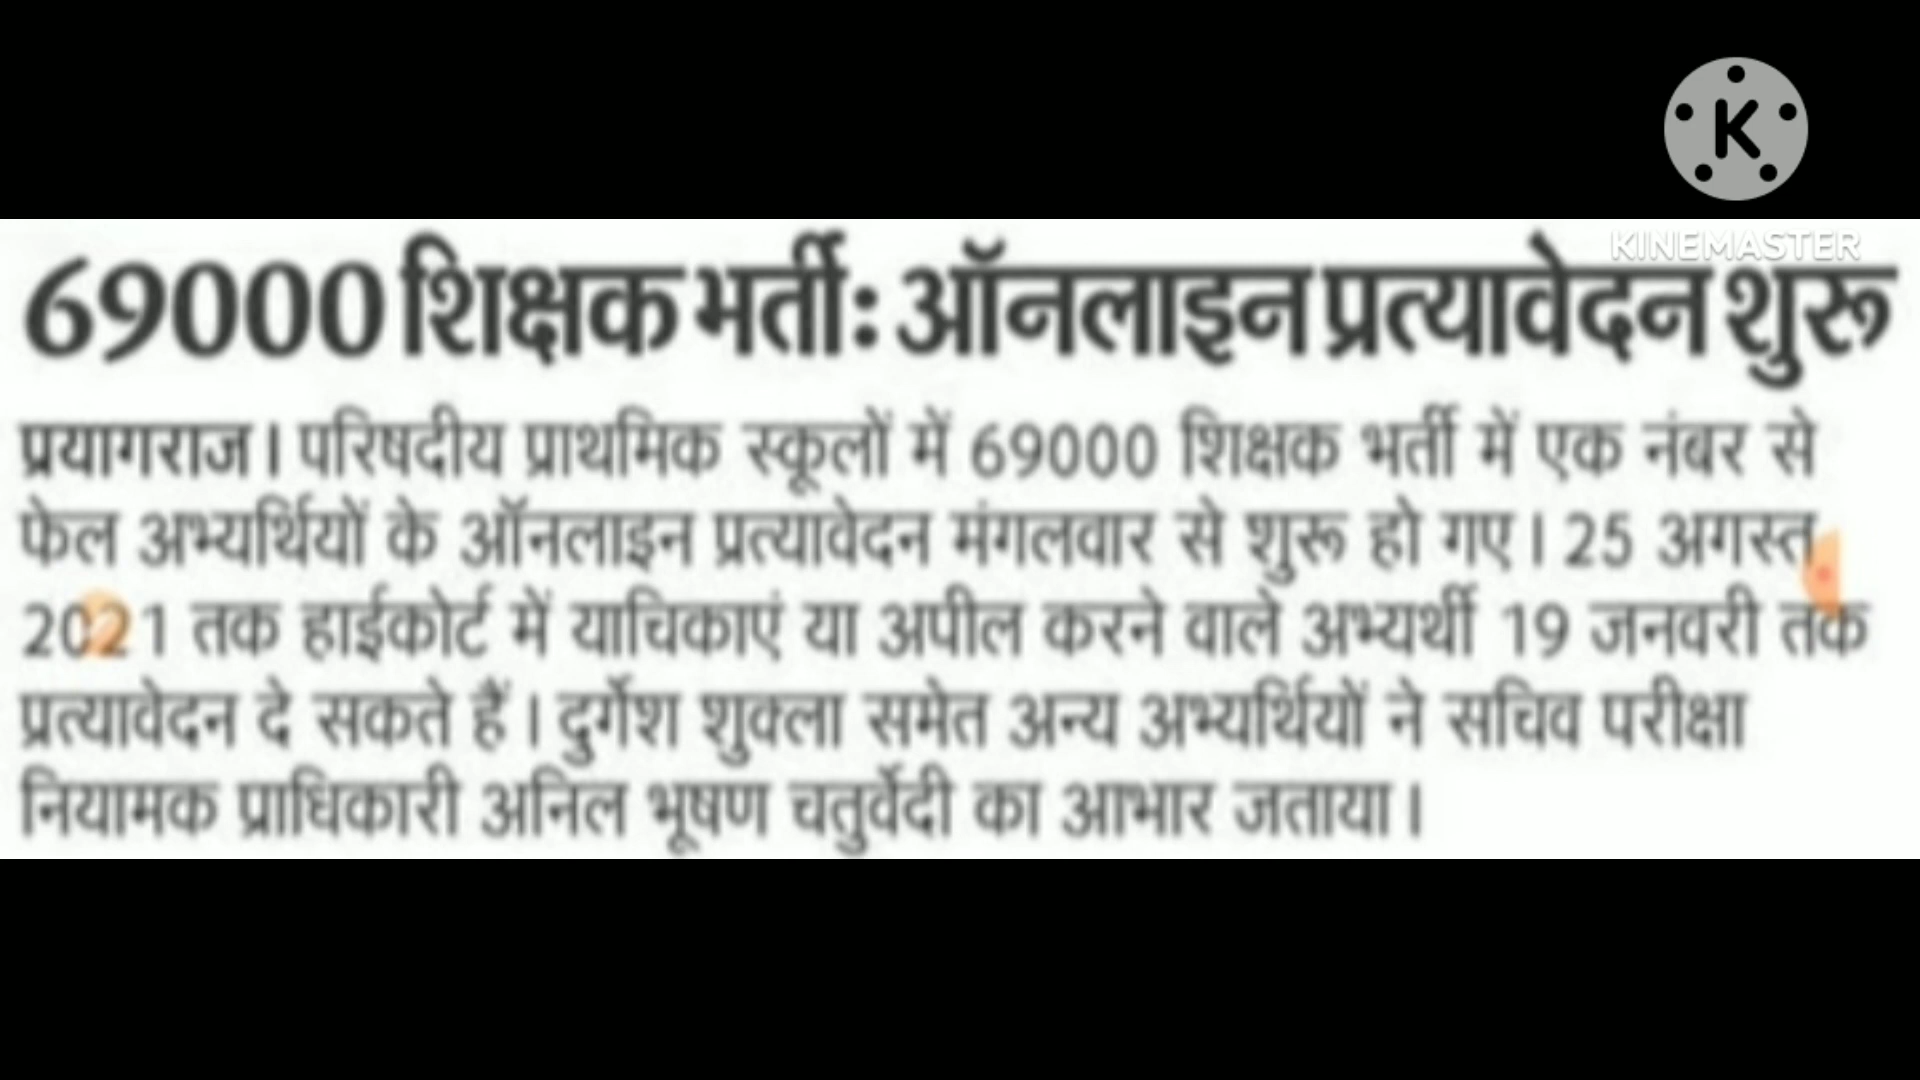 K
KINEMASTER
69000 शिक्षक भर्ती: ऑनलाइन प्रत्यावेदन शुरू
प्रयागराज। परिषदीय प्राथमिक स्कूलों में 69000 शिक्षक भर्ती में एक नंबर से
फेल अभ्यर्थियों के ऑनलाइन प्रत्यावेदन मंगलवार से शुरू हो गए। 25 अगस्त
2021 तक हाईकोर्ट में याचिकाएं या अपील करने वाले अभ्यर्थी 19 जनवरी तक
प्रत्यावेदन दे सकते हैं। दुर्गेश शुक्ला समेत अन्य अभ्यर्थियों ने सचिव परीक्षा
नियामक प्राधिकारी अनिल भूषण चतुर्वेदी का आभार जताया।